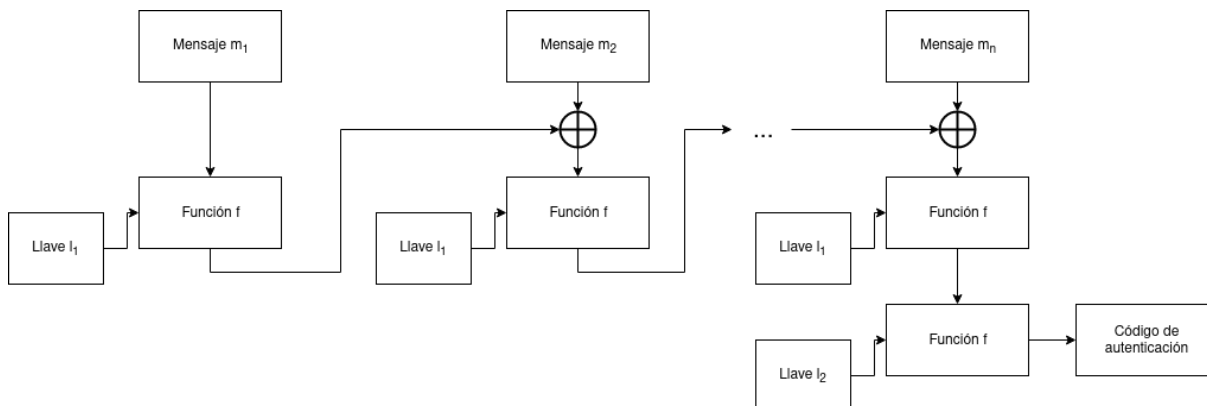 Mensaje m₁
Mensaje m₂
Mensaje mₙ
...
Función f
Función f
Función f
Llave l₁
Llave l₁
Llave l₁
Función f
Código de
autenticación
Llave l₂